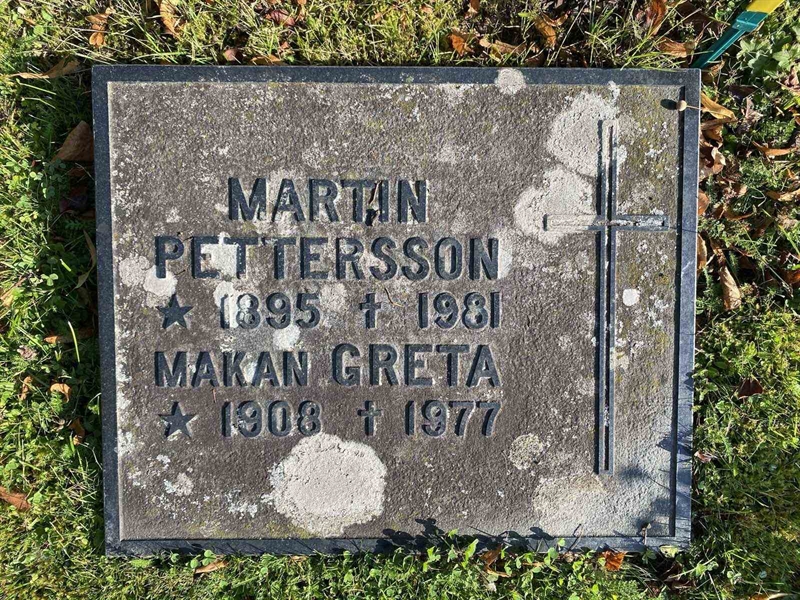 MARTIN
PETTERSSON
★ 1895 ✝ 1981
MAKAN GRETA
★ 1908 ✝ 1977